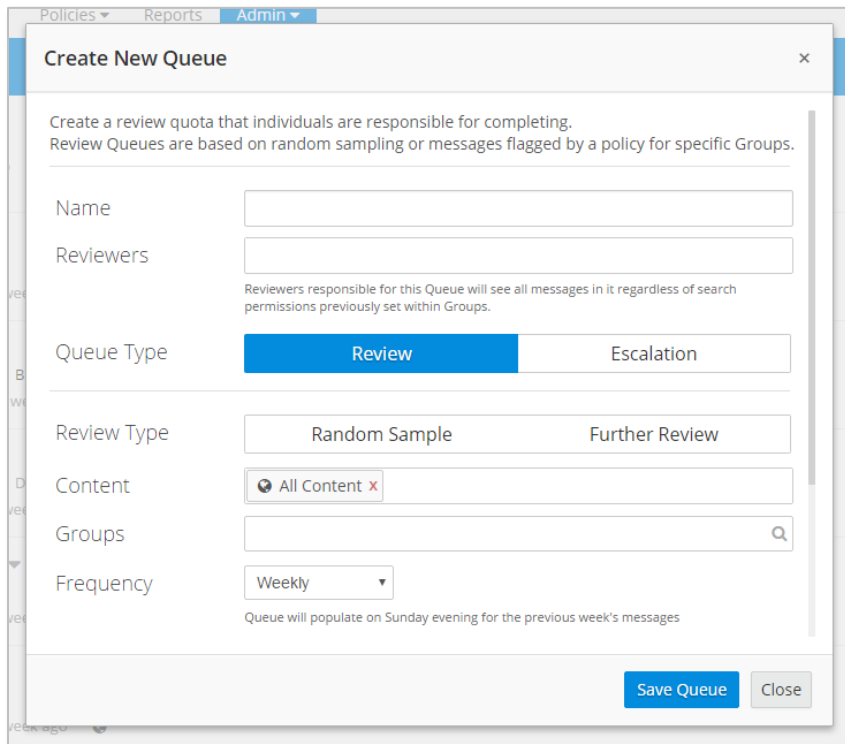 Policies Reports Admin
Create New Queue ×
Create a review quota that individuals are responsible for completing.
Review Queues are based on random sampling or messages flagged by a policy for specific Groups.
Name
Reviewers
Reviewers responsible for this Queue will see all messages in it regardless of search
permissions previously set within Groups.
Queue Type Review Escalation
Review Type Random Sample Further Review
Content All Content x
Groups
Frequency Weekly
Queue will populate on Sunday evening for the previous week's messages
Save Queue Close
week ago